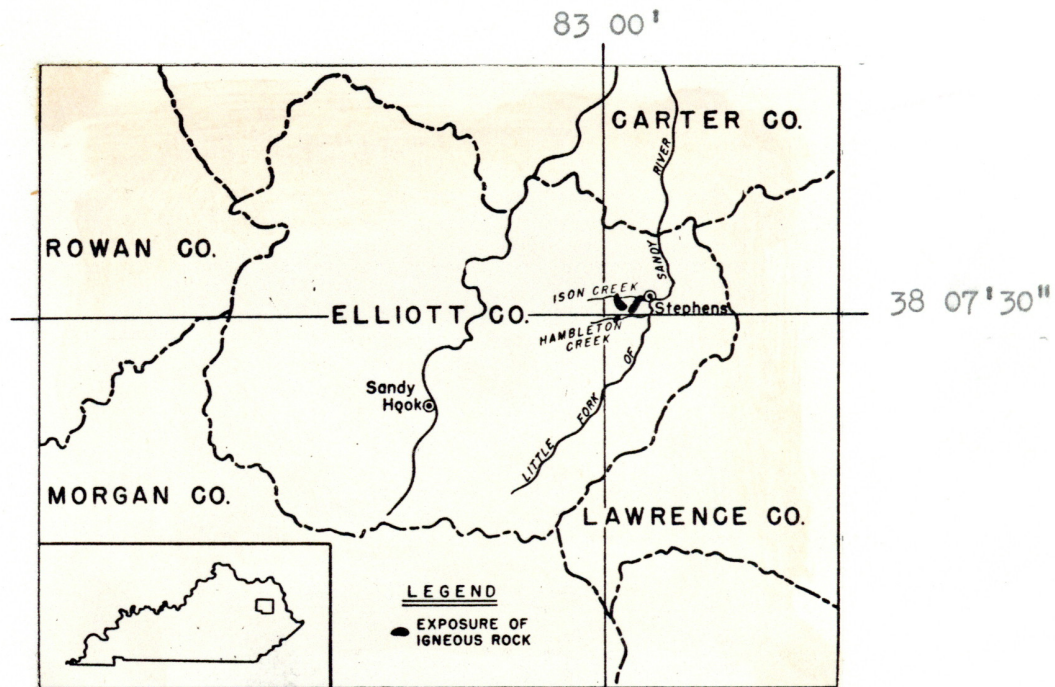 83 00'
CARTER CO.
RIVER
ROWAN CO.
SANDY
ISON CREEK
Stephens
38 07'30"
ELLIOTT CO.
HAMBLETON
CREEK
OF
Sandy
Hook
FORK
LITTLE
MORGAN CO.
LAWRENCE CO.
LEGEND
EXPOSURE OF
IGNEOUS ROCK